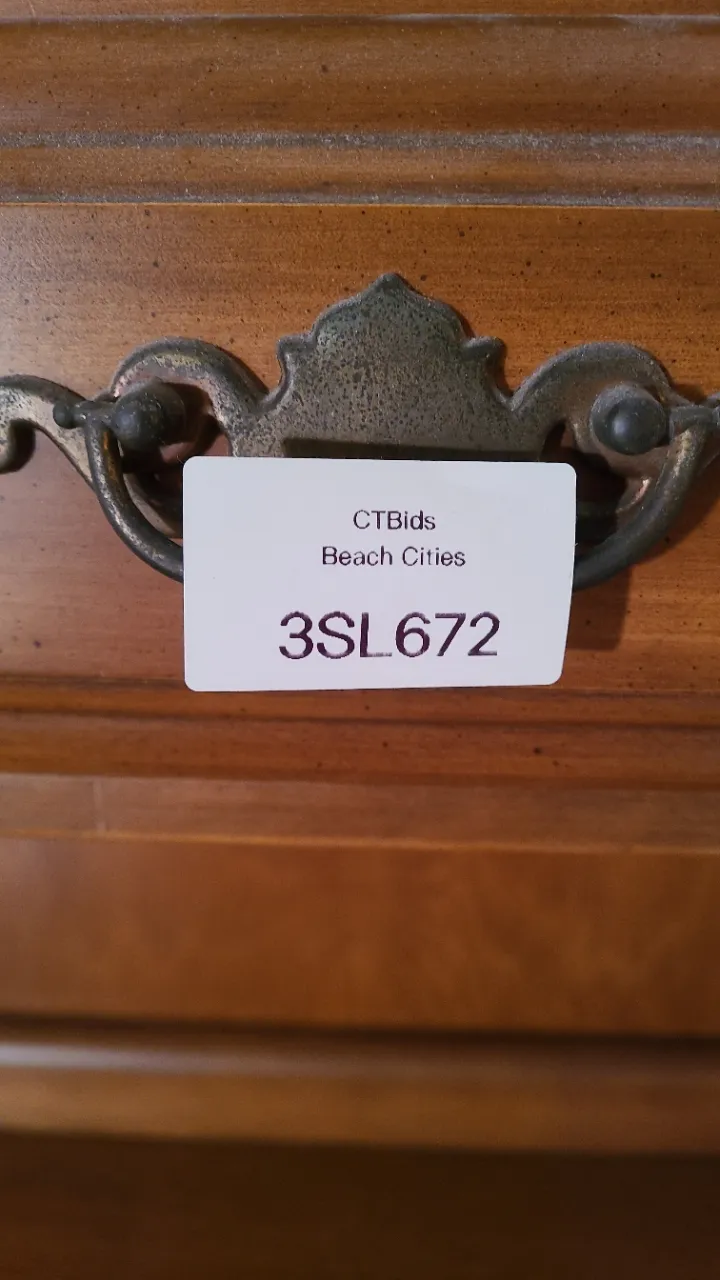 CTBids
Beach Cities
3SL672